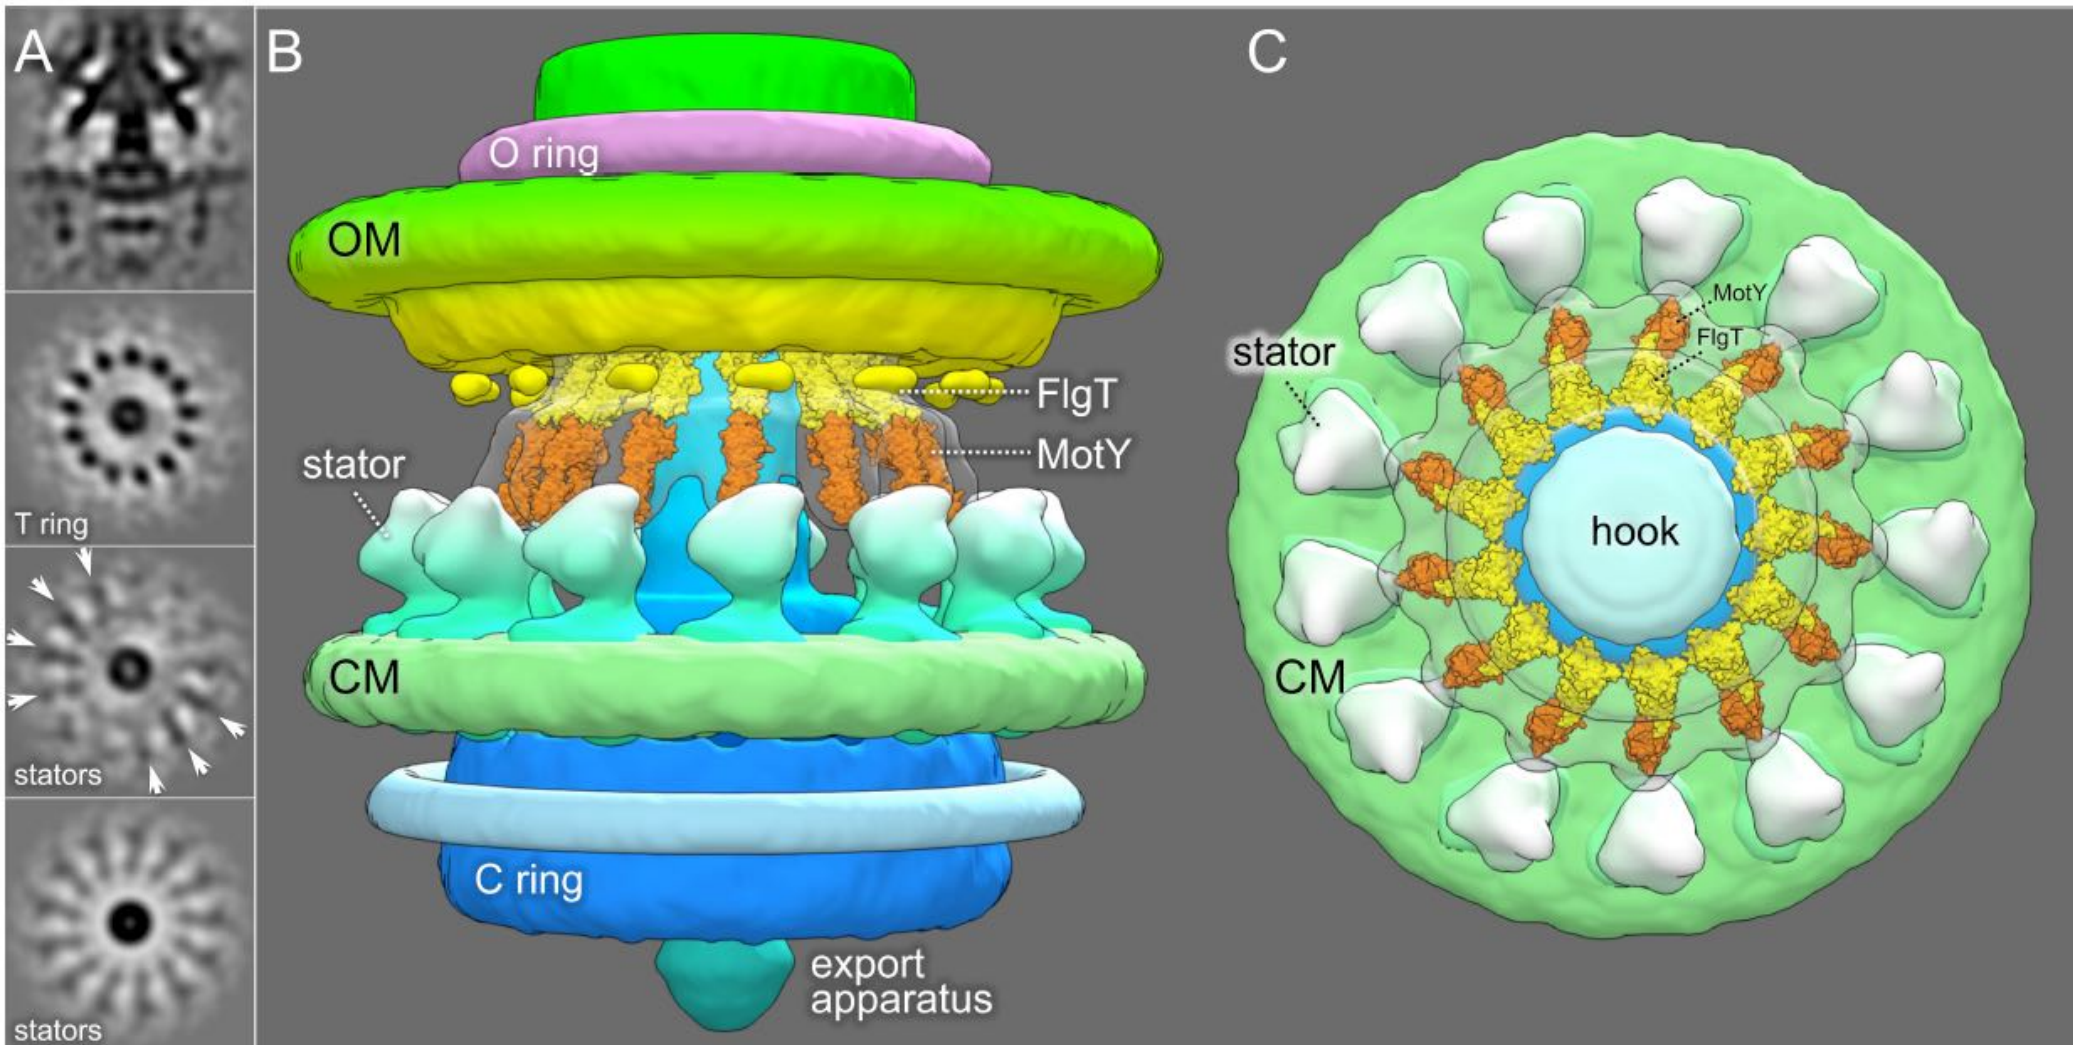 A
T ring
stators
stators
B
O ring
OM
FlgT
MotY
stator
CM
C ring
export
apparatus
C
MotY
FlgT
stator
hook
CM